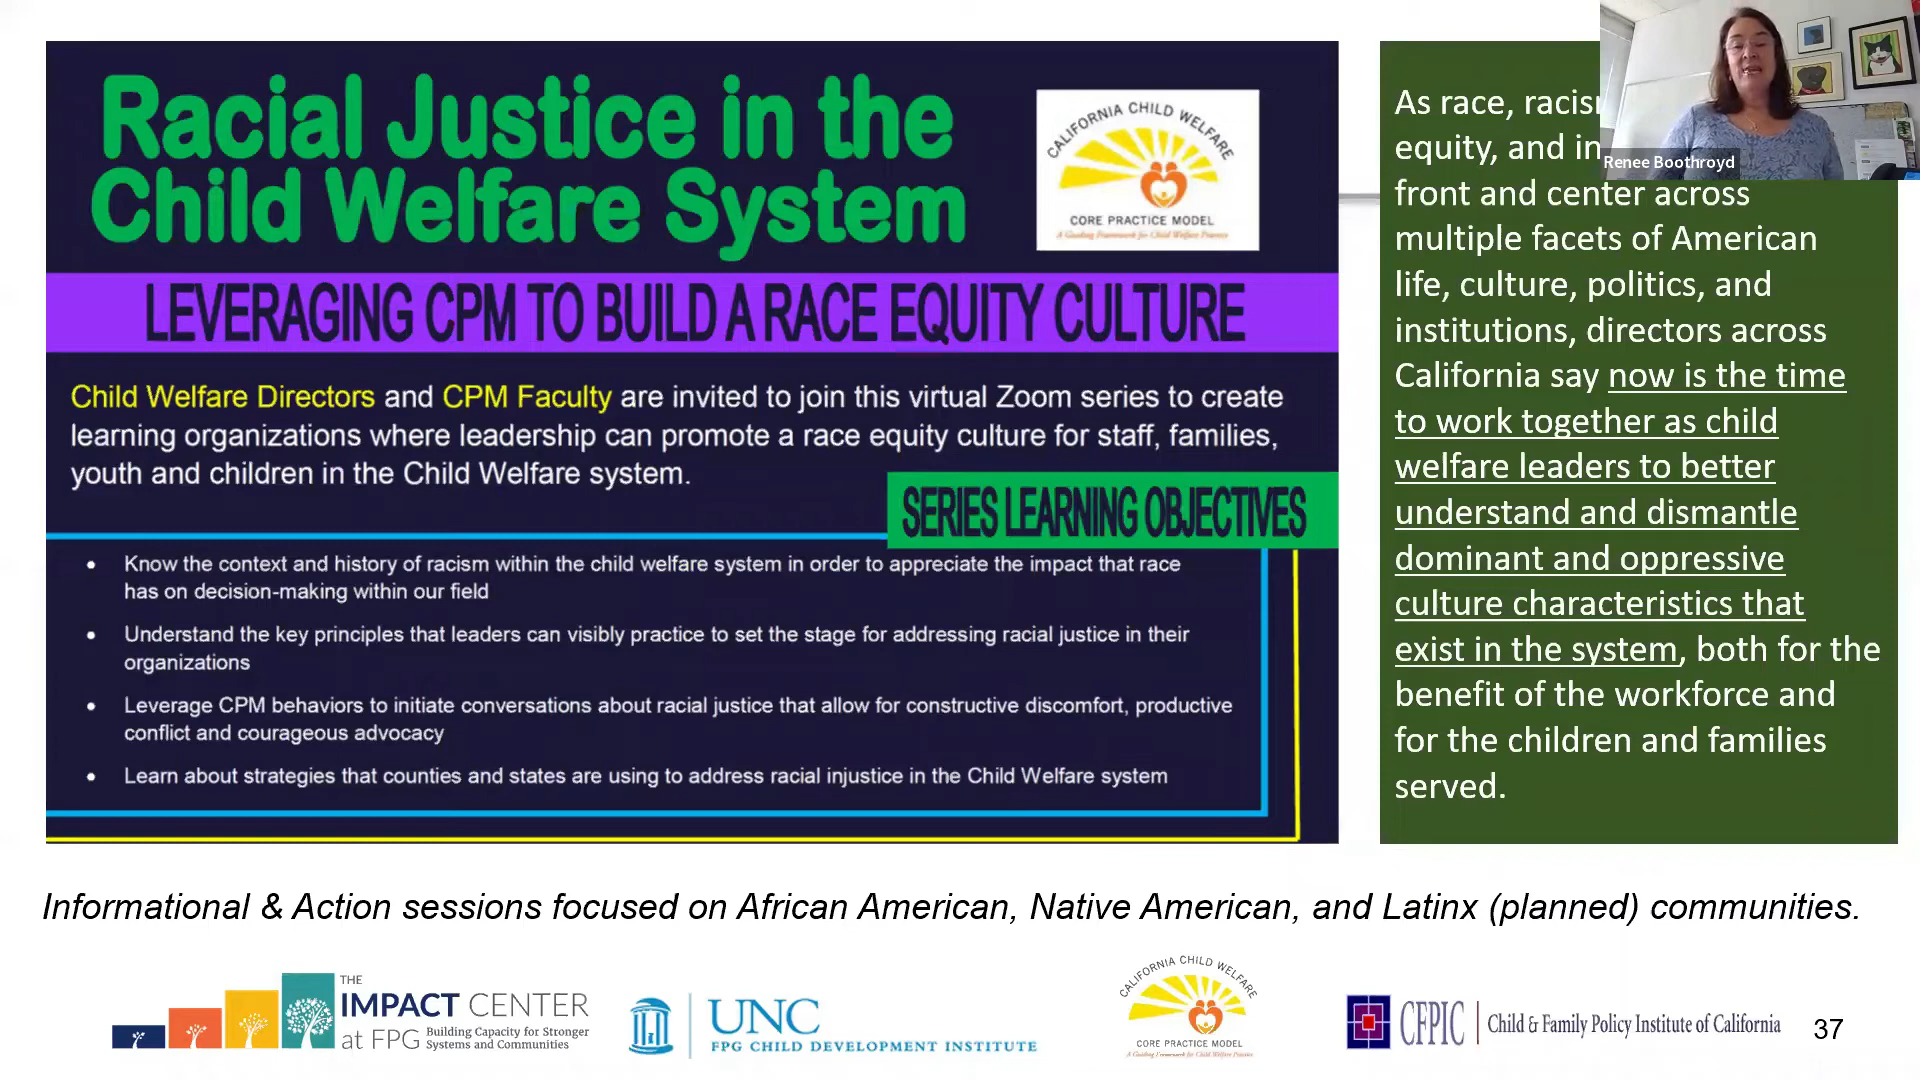 Racial Justice in the
Child Welfare System
CALIFORNIA CHILD WELFARE
CORE PRACTICE MODEL
A Guiding Framework for Child Welfare Practice
LEVERAGING CPM TO BUILD A RACE EQUITY CULTURE
Child Welfare Directors and CPM Faculty are invited to join this virtual Zoom series to create
learning organizations where leadership can promote a race equity culture for staff, families,
youth and children in the Child Welfare system.
SERIES LEARNING OBJECTIVES
• Know the context and history of racism within the child welfare system in order to appreciate the impact that race
has on decision-making within our field
• Understand the key principles that leaders can visibly practice to set the stage for addressing racial justice in their
organizations
• Leverage CPM behaviors to initiate conversations about racial justice that allow for constructive discomfort, productive
conflict and courageous advocacy
• Learn about strategies that counties and states are using to address racial injustice in the Child Welfare system
As race,
equity, and
front and center across
multiple facets of American
life, culture, politics, and
institutions, directors across
California say now is the time
to work together as child
welfare leaders to better
understand and dismantle
dominant and oppressive
culture characteristics that
exist in the system, both for the
benefit of the workforce and
for the children and families
served.
Renee Boothroyd
Informational & Action sessions focused on African American, Native American, and Latinx (planned) communities.
THE
IMPACT CENTER
at FPG Building Capacity for Stronger
Systems and Communities
UNC
FPG CHILD DEVELOPMENT INSTITUTE
CALIFORNIA CHILD WELFARE
CORE PRACTICE MODEL
A Guiding Framework for Child Welfare Practice
CFPIC Child & Family Policy Institute of California
37